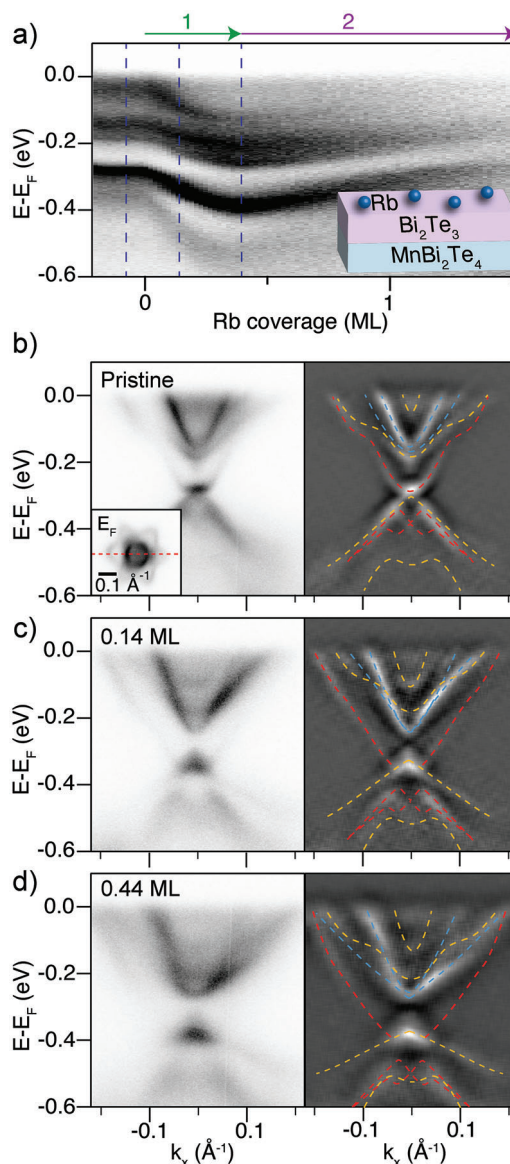 a)
1
2
0.0
-0.2
-0.4
-0.6
E-E_F (eV)
Rb
Bi₂Te₃
MnBi₂Te₄
0
1
Rb coverage (ML)
b)
Pristine
0.0
-0.2
-0.4
-0.6
E-E_F (eV)
E_F
0.1 Å⁻¹
c)
0.14 ML
0.0
-0.2
-0.4
-0.6
E-E_F (eV)
d)
0.44 ML
0.0
-0.2
-0.4
-0.6
E-E_F (eV)
-0.1 0.1 -0.1 0.1
kₓ (Å⁻¹) kₓ (Å⁻¹)